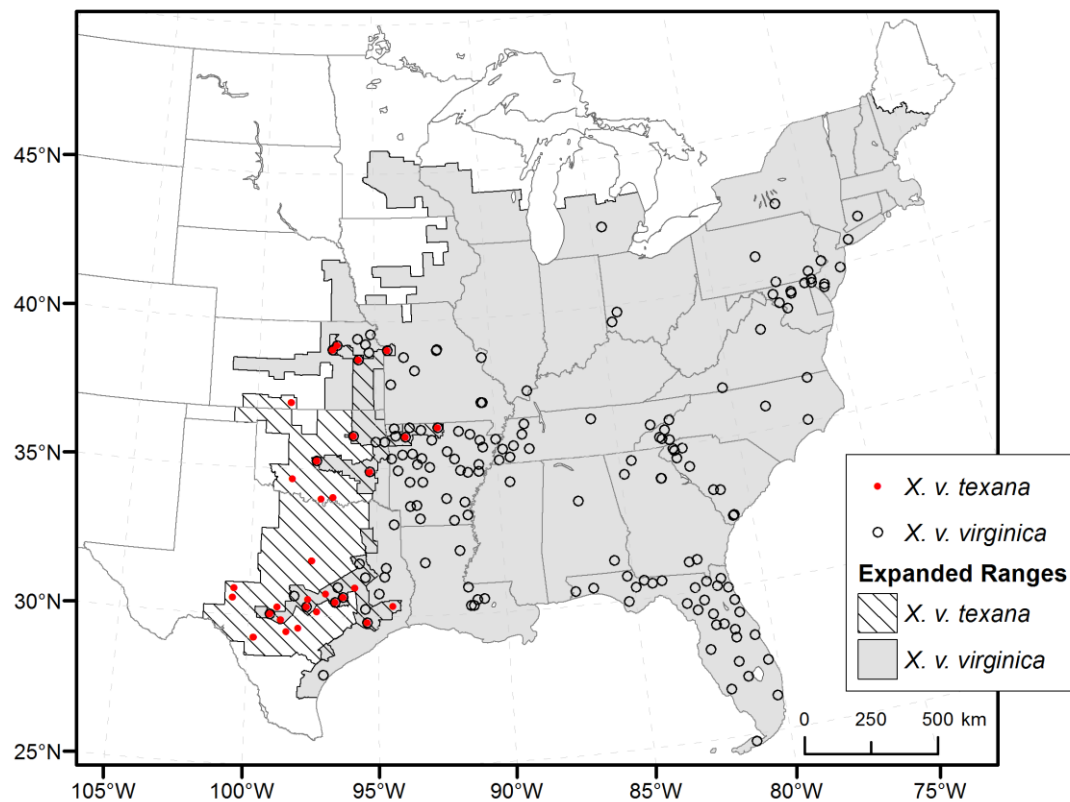 45°N
40°N
35°N
30°N
25°N
X. v. texana
X. v. virginica
Expanded Ranges
X. v. texana
X. v. virginica
0 250 500 km
105°W 100°W 95°W 90°W 85°W 80°W 75°W